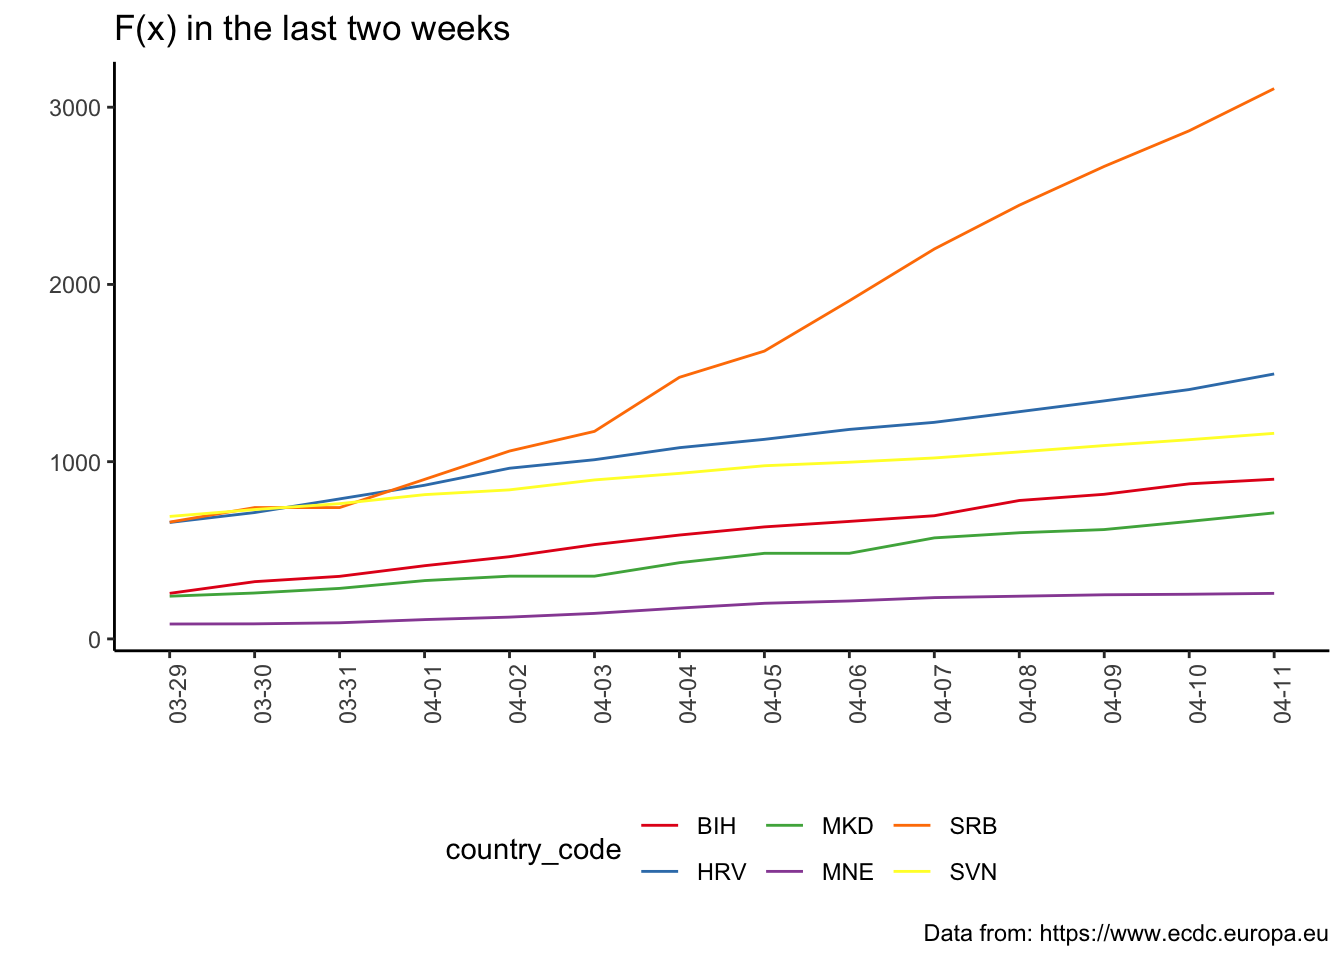 F(x) in the last two weeks
3000
2000
1000
0
03-29 03-30 03-31 04-01 04-02 04-03 04-04 04-05 04-06 04-07 04-08 04-09 04-10 04-11
country_code
BIH MKD SRB
HRV MNE SVN
Data from: https://www.ecdc.europa.eu